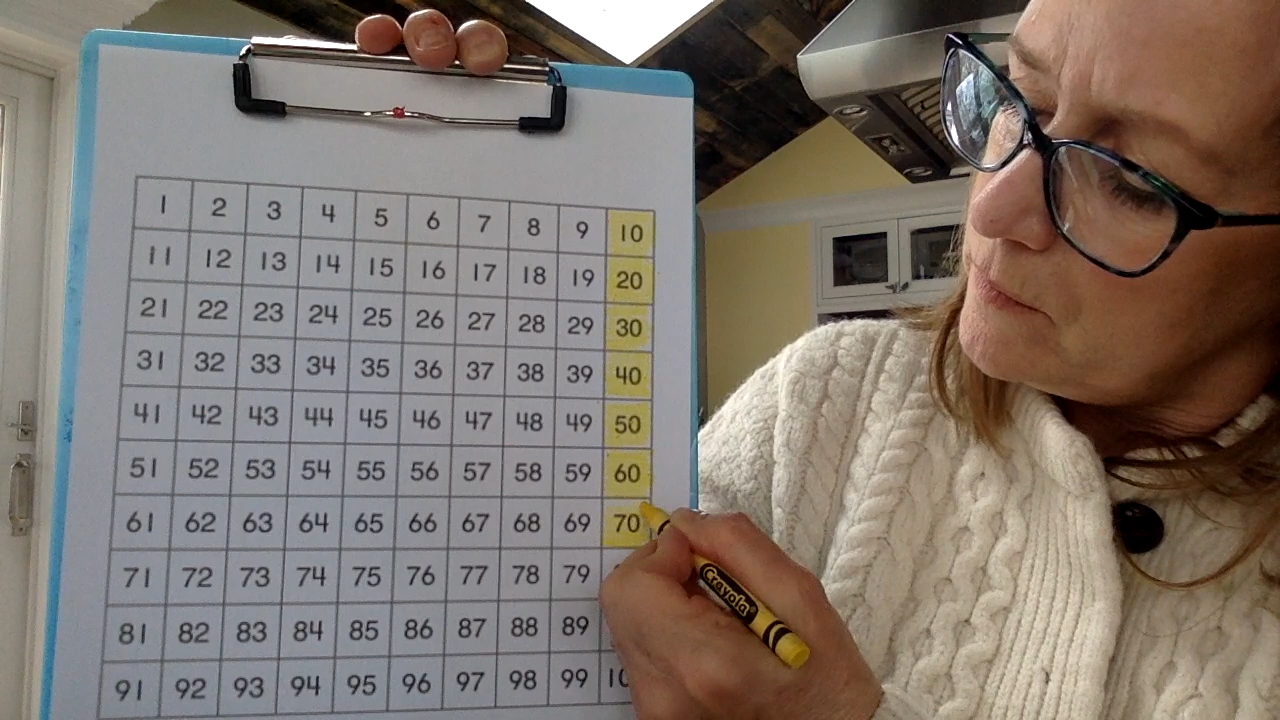 1 2 3 4 5 6 7 8 9 10
11 12 13 14 15 16 17 18 19 20
21 22 23 24 25 26 27 28 29 30
31 32 33 34 35 36 37 38 39 40
41 42 43 44 45 46 47 48 49 50
51 52 53 54 55 56 57 58 59 60
61 62 63 64 65 66 67 68 69 70
71 72 73 74 75 76 77 78 79
81 82 83 84 85 86 87 88 89
91 92 93 94 95 96 97 98 99
Crayola